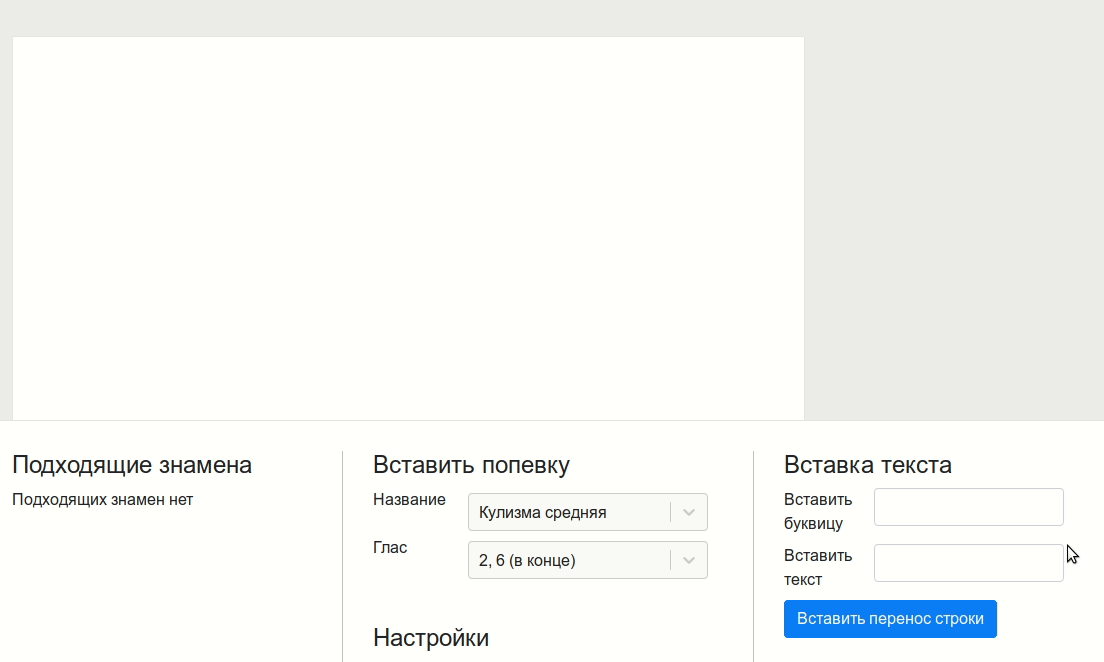 Подходящие знамена
Подходящих знамен нет
Вставить попевку
Название
Кулизма средняя
Глас
2, 6 (в конце)
Настройки
Вставка текста
Вставить
буквицу
Вставить
текст
Вставить перенос строки